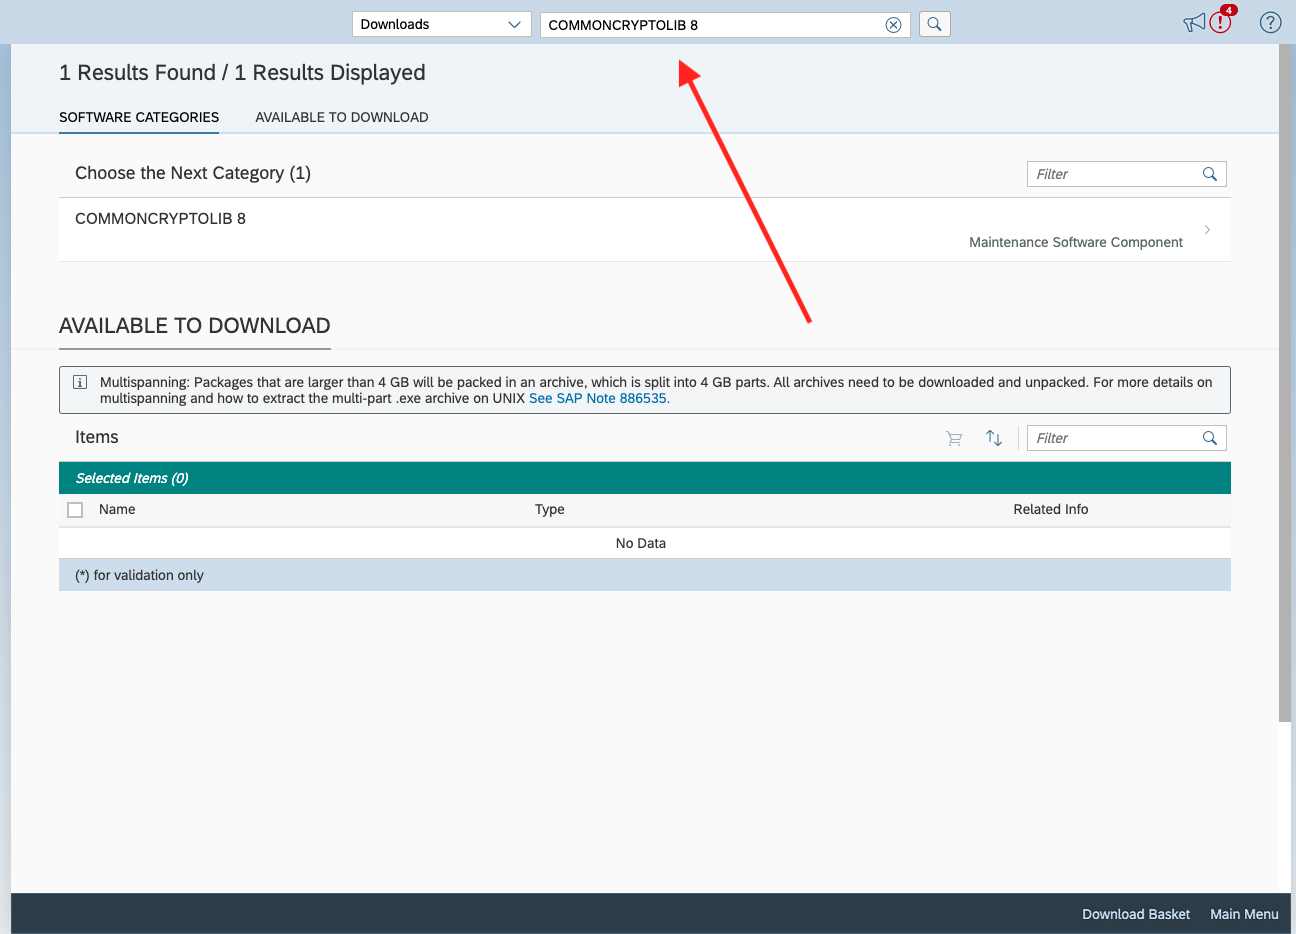 Downloads
COMMONCRYPTOLIB 8
4
1 Results Found / 1 Results Displayed
SOFTWARE CATEGORIES
AVAILABLE TO DOWNLOAD
Choose the Next Category (1)
Filter
COMMONCRYPTOLIB 8
Maintenance Software Component
AVAILABLE TO DOWNLOAD
Multispanning: Packages that are larger than 4 GB will be packed in an archive, which is split into 4 GB parts. All archives need to be downloaded and unpacked. For more details on
multispanning and how to extract the multi-part .exe archive on UNIX See SAP Note 886535.
Items
Filter
Selected Items (0)
Name
Type
Related Info
No Data
(*) for validation only
Download Basket
Main Menu